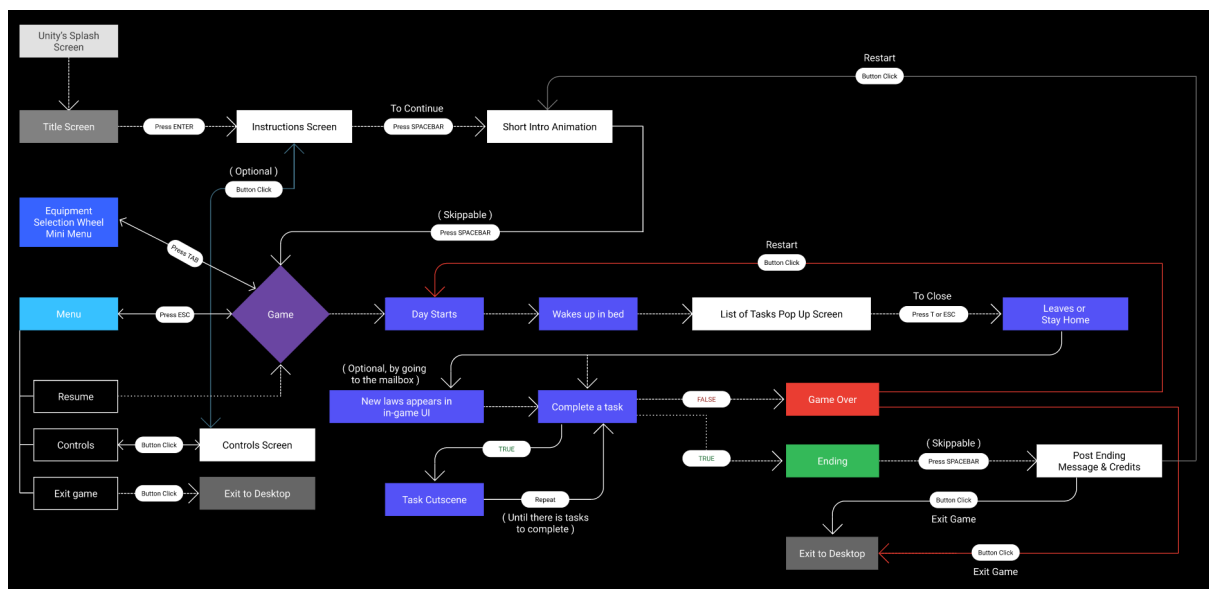 Unity's Splash
Screen
Restart
Button Click
Title Screen
Press ENTER
Instructions Screen
To Continue
Press SPACEBAR
Short Intro Animation
( Optional )
Button Click
Equipment
Selection Wheel
Mini Menu
Press TAB
( Skippable )
Press SPACEBAR
Restart
Button Click
Menu
Press ESC
Game
Day Starts
Wakes up in bed
List of Tasks Pop Up Screen
To Close
Press T or ESC
Leaves or
Stay Home
( Optional, by going
to the mailbox )
Resume
New laws appears in
in-game UI
Complete a task
FALSE
Game Over
Controls
Button Click
Controls Screen
TRUE
TRUE
Ending
( Skippable )
Press SPACEBAR
Post Ending
Message & Credits
Exit game
Button Click
Exit to Desktop
Task Cutscene
Repeat
( Until there is tasks
to complete )
Button Click
Exit Game
Exit to Desktop
Button Click
Exit Game